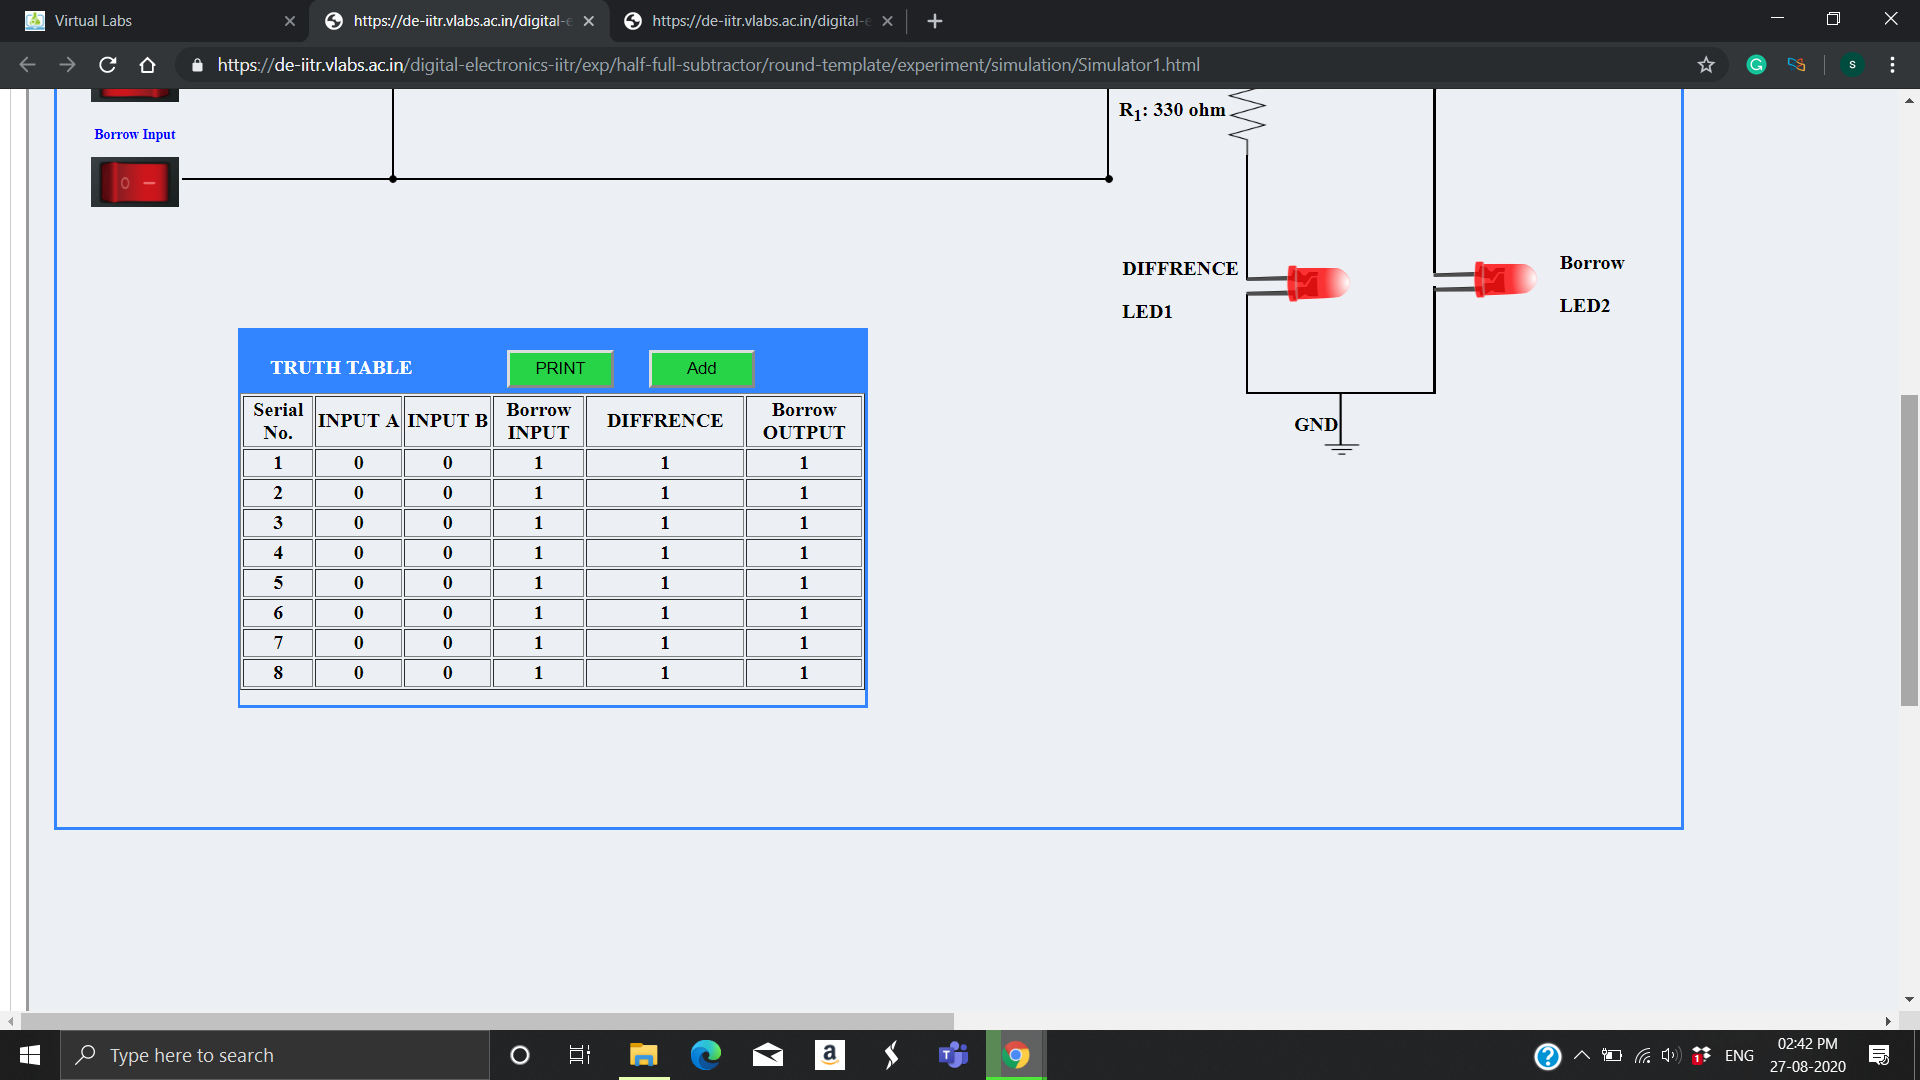 Virtual Labs
https://de-iitr.vlabs.ac.in/digital-e
https://de-iitr.vlabs.ac.in/digital-e
https://de-iitr.vlabs.ac.in/digital-electronics-iitr/exp/half-full-subtractor/round-template/experiment/simulation/Simulator1.html
S
R1: 330 ohm
Borrow Input
DIFFRENCE
LED1
Borrow
LED2
GND
TRUTH TABLE PRINT Add
Serial No. INPUT A INPUT B Borrow INPUT DIFFRENCE Borrow OUTPUT
1 0 0 1 1 1
2 0 0 1 1 1
3 0 0 1 1 1
4 0 0 1 1 1
5 0 0 1 1 1
6 0 0 1 1 1
7 0 0 1 1 1
8 0 0 1 1 1
Type here to search
ENG
02:42 PM
27-08-2020